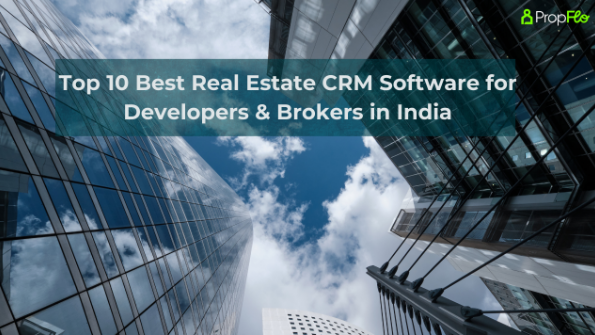 PropFlo
Top 10 Best Real Estate CRM Software for
Developers & Brokers in India